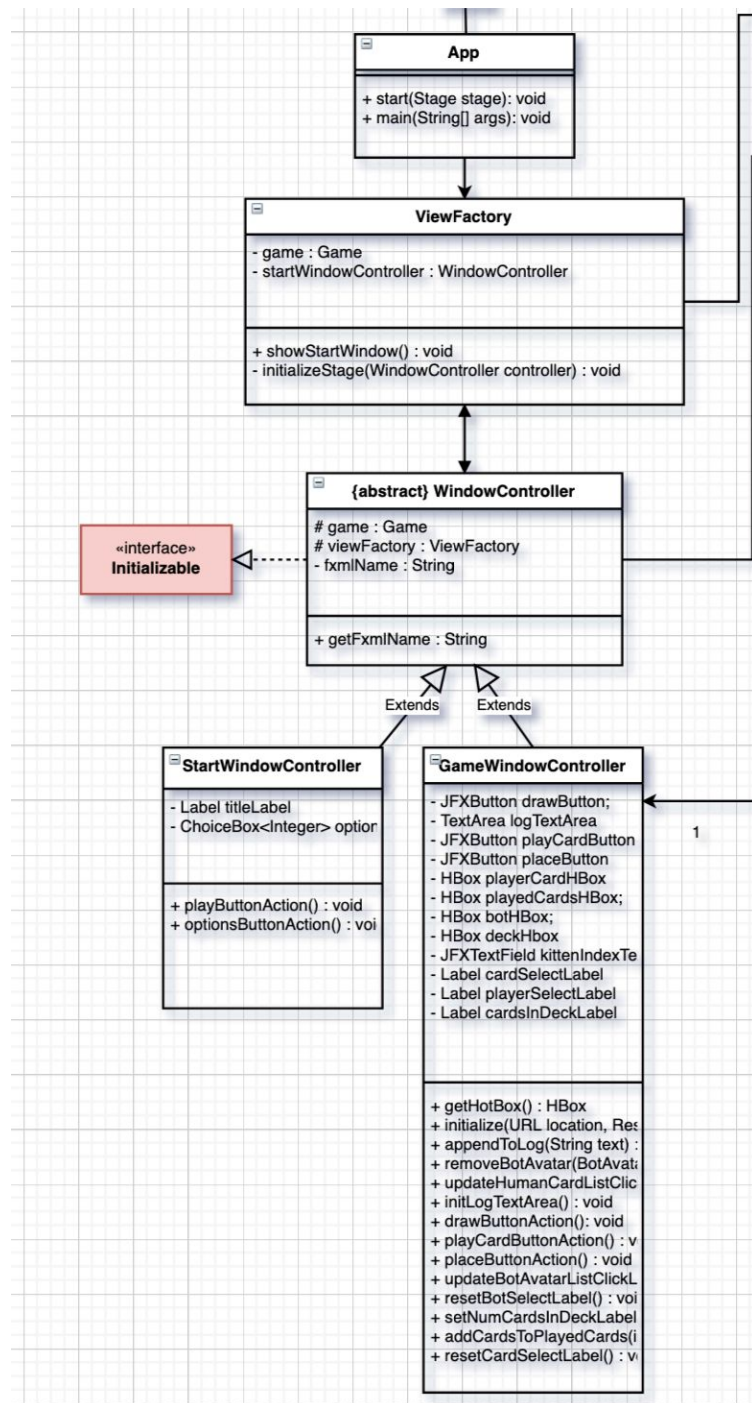 App
+ start(Stage stage): void
+ main(String[] args): void
ViewFactory
- game : Game
- startWindowController : WindowController
+ showStartWindow() : void
- initializeStage(WindowController controller) : void
{abstract} WindowController
# game : Game
# viewFactory : ViewFactory
- fxmlName : String
+ getFxmlName : String
«interface»
Initializable
Extends
Extends
StartWindowController
- Label titleLabel
- ChoiceBox<Integer> option
+ playButtonAction() : void
+ optionsButtonAction() : voi
GameWindowController
- JFXButton drawButton;
- TextArea logTextArea
- JFXButton playCardButton
- JFXButton placeButton
- HBox playerCardHBox
- HBox playedCardsHBox;
- HBox botHBox;
- HBox deckHbox
- JFXTextField kittenIndexTe
- Label cardSelectLabel
- Label playerSelectLabel
- Label cardsInDeckLabel
+ getHotBox() : HBox
+ initialize(URL location, Res
+ appendToLog(String text) :
+ removeBotAvatar(BotAvata
+ updateHumanCardListClic
+ initLogTextArea() : void
+ drawButtonAction(): void
+ playCardButtonAction() : v
+ placeButtonAction() : void
+ updateBotAvatarListClickL
+ resetBotSelectLabel() : voi
+ setNumCardsInDeckLabel
+ addCardsToPlayedCards(i
+ resetCardSelectLabel() : v
1